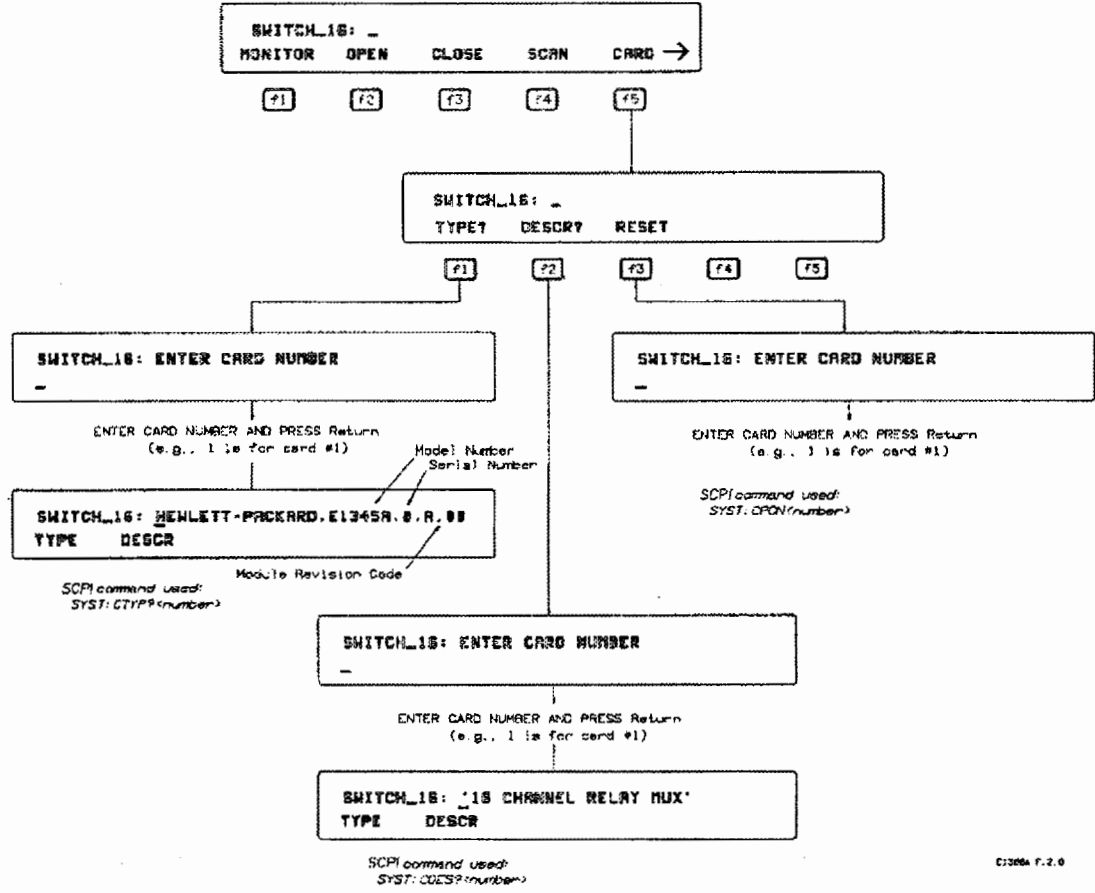 SWITCH_16: _
MONITOR OPEN CLOSE SCAN CARD →
f1 f2 f3 f4 f5
SWITCH_16: _
TYPE? DESCR? RESET
f1 f2 f3 f4 f5
SWITCH_16: ENTER CARD NUMBER
_
SWITCH_16: ENTER CARD NUMBER
_
ENTER CARD NUMBER AND PRESS Return
(e.g., 1 is for card #1)
ENTER CARD NUMBER AND PRESS Return
(e.g., 1 is for card #1)
Model Number
Serial Number
SWITCH_16: HEWLETT-PACKARD,E1345A,0,A.00
TYPE DESCR
Module Revision Code
SCPI command used:
SYST:CTYP?<number>
SCPI command used:
SYST:CPON<number>
SWITCH_16: ENTER CARD NUMBER
_
ENTER CARD NUMBER AND PRESS Return
(e.g., 1 is for card #1)
SWITCH_16: '16 CHANNEL RELAY MUX'
TYPE DESCR
SCPI command used:
SYST:CDES?<number>
E1300A F.2.0